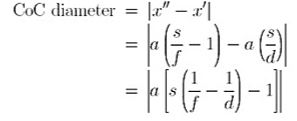 CoC diameter = |x″ − x′|
= |a (s/f − 1) − a (s/d)|
= |a [s (1/f − 1/d) − 1]|